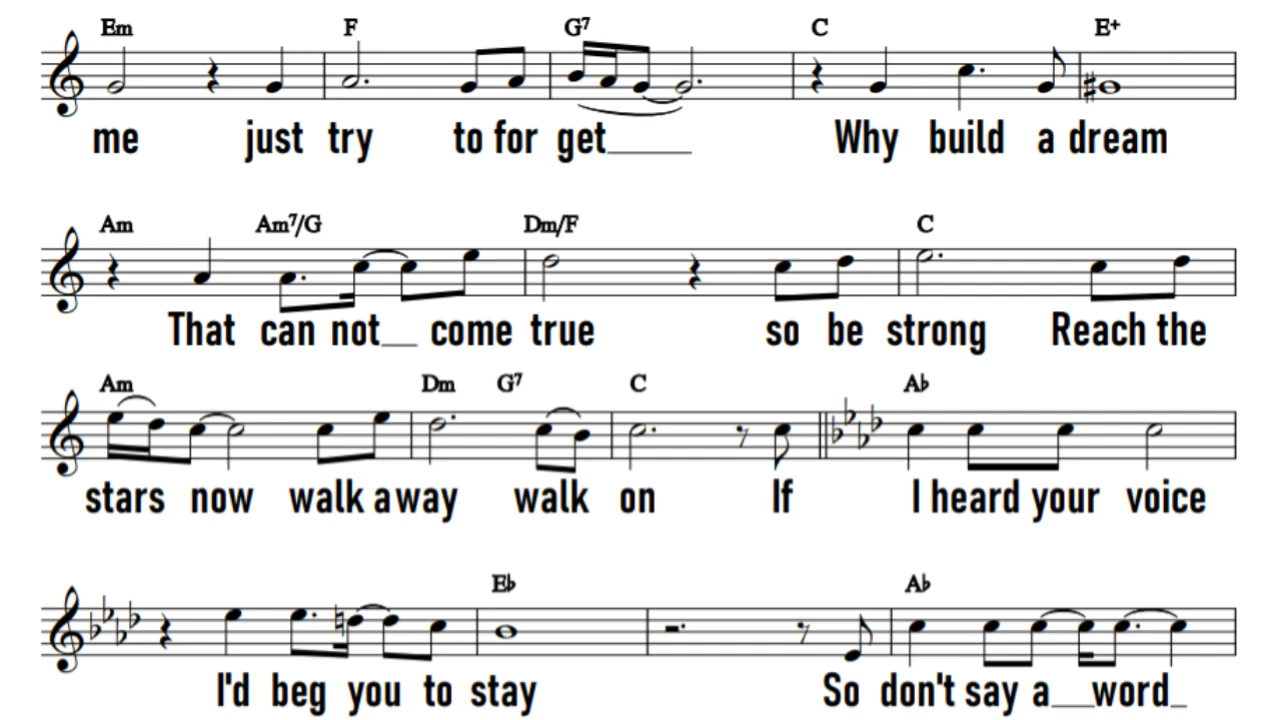 Em F G7 C E+
me just try to for get Why build a dream
Am Am7/G Dm/F C
That can not come true so be strong Reach the
Am Dm G7 C A♭
stars now walk a way walk on If I heard your voice
E♭ A♭
I'd beg you to stay So don't say a word